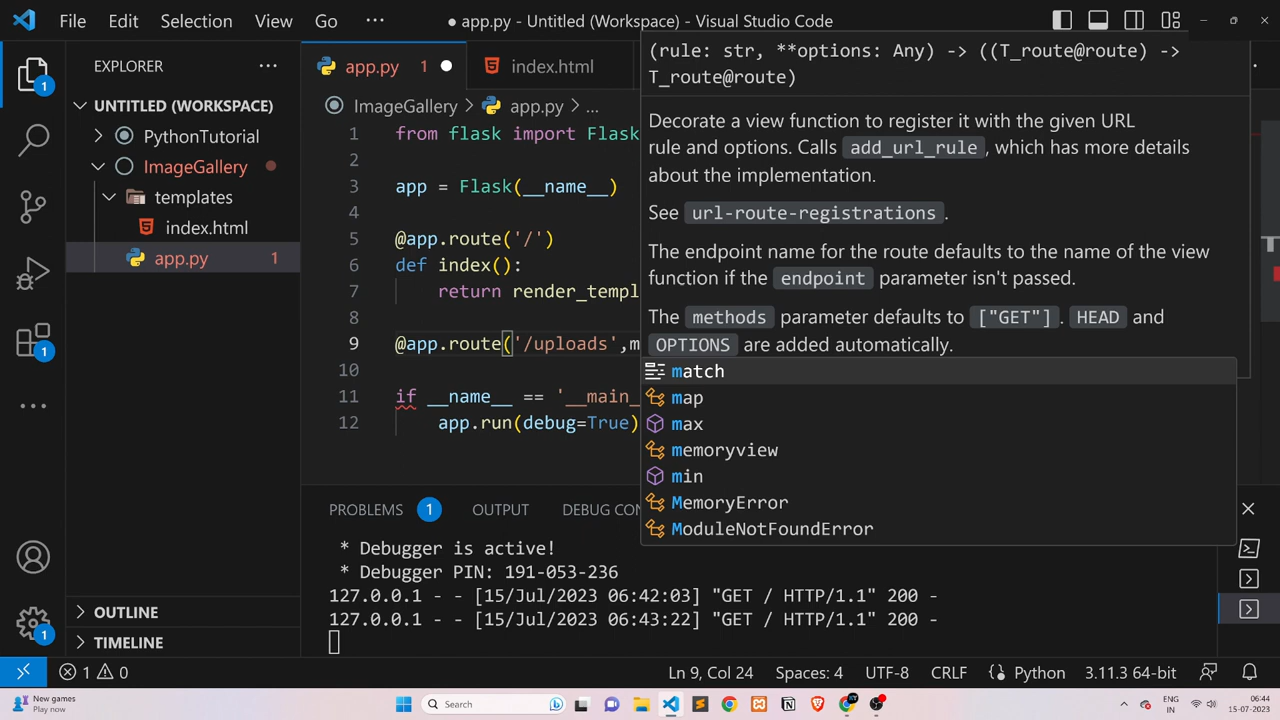 File Edit Selection View Go ··· ● app.py - Untitled (Workspace) - Visual Studio Code
EXPLORER ···
UNTITLED (WORKSPACE)
PythonTutorial
ImageGallery
templates
index.html
app.py 1
OUTLINE
TIMELINE
1
1
1
app.py 1 ●
index.html
ImageGallery > app.py > ...
1 from flask import Flask
2
3 app = Flask(__name__)
4
5 @app.route('/')
6 def index():
7 return render_templ
8
9 @app.route('/uploads',m
10
11 if __name__ == '__main_
12 app.run(debug=True)
(rule: str, **options: Any) -> ((T_route@route) ->
T_route@route)
Decorate a view function to register it with the given URL
rule and options. Calls add_url_rule , which has more details
about the implementation.
See url-route-registrations .
The endpoint name for the route defaults to the name of the view
function if the endpoint parameter isn't passed.
The methods parameter defaults to ["GET"] . HEAD and
OPTIONS are added automatically.
match
map
max
memoryview
min
MemoryError
ModuleNotFoundError
PROBLEMS 1 OUTPUT DEBUG CON
* Debugger is active!
* Debugger PIN: 191-053-236
127.0.0.1 - - [15/Jul/2023 06:42:03] "GET / HTTP/1.1" 200 -
127.0.0.1 - - [15/Jul/2023 06:43:22] "GET / HTTP/1.1" 200 -
1 0 Ln 9, Col 24 Spaces: 4 UTF-8 CRLF Python 3.11.3 64-bit
New games
Play now
Search
ENG
IN
06:44
15-07-2023